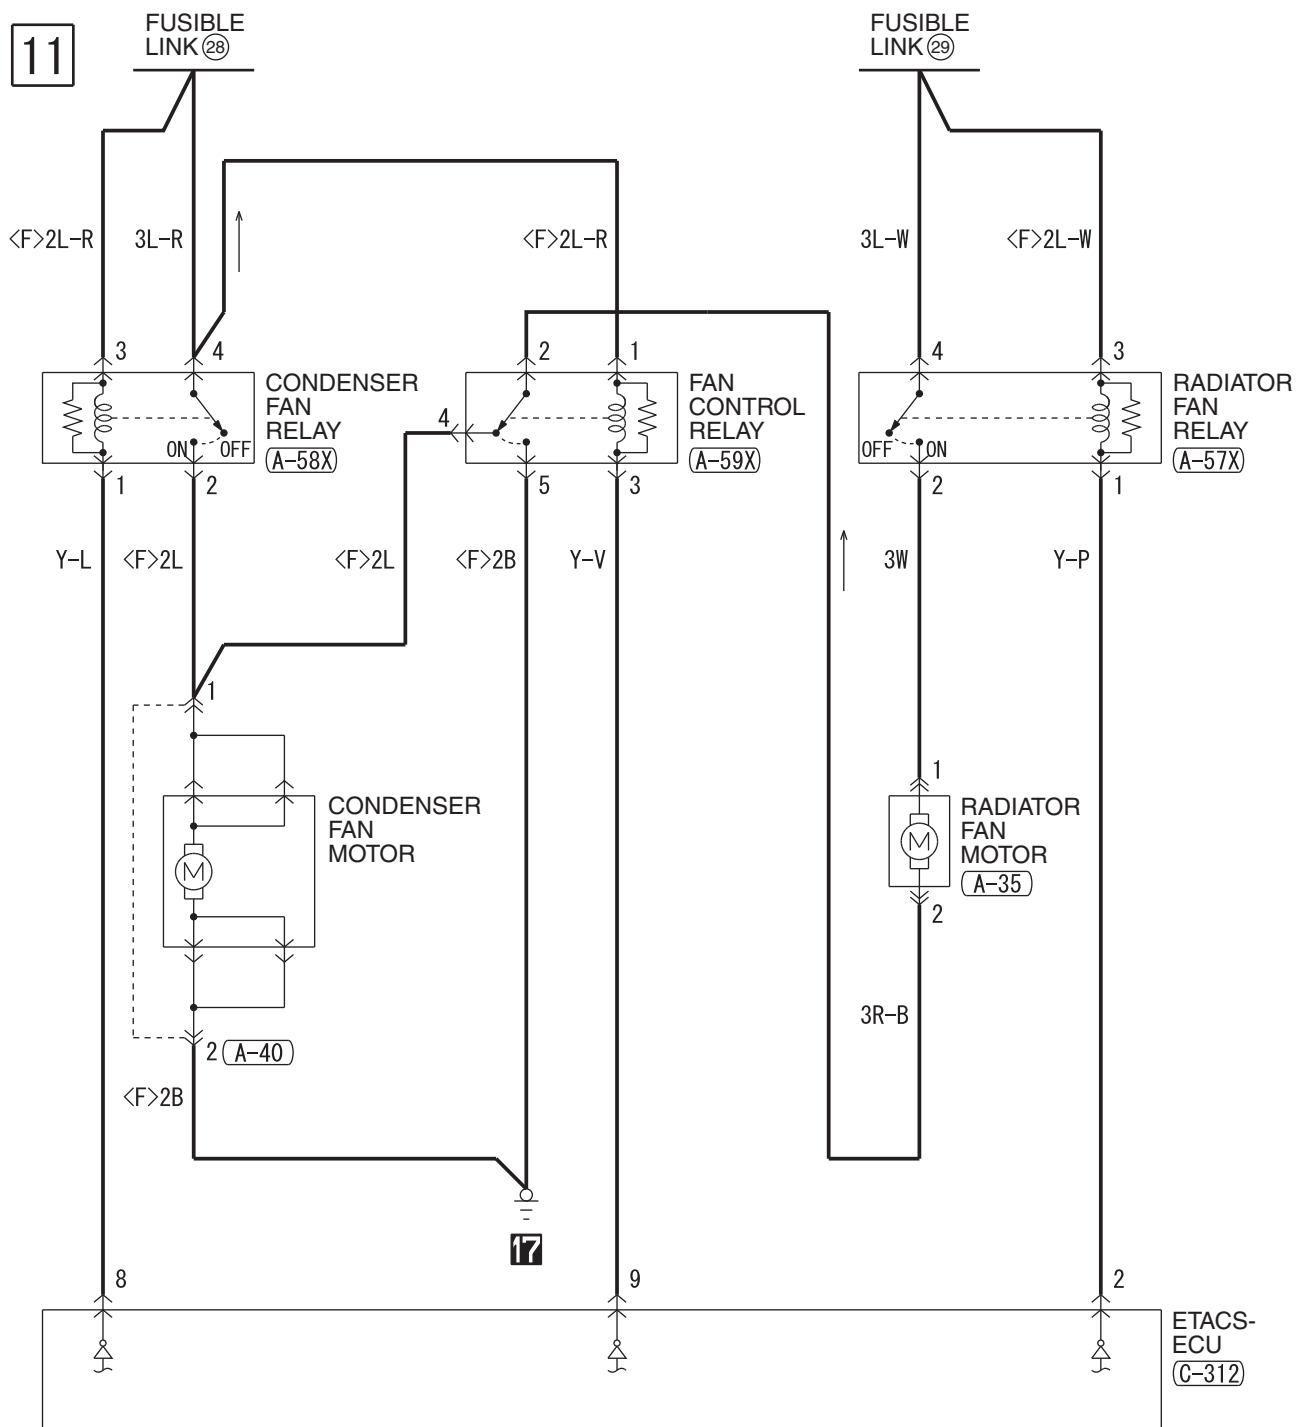 11
FUSIBLE
LINK 28
FUSIBLE
LINK 29
<F>2L-R
3L-R
<F>2L-R
3L-W
<F>2L-W
3
4
2
1
4
3
CONDENSER
FAN
RELAY
A-58X
ON
OFF
4
FAN
CONTROL
RELAY
A-59X
OFF
ON
RADIATOR
FAN
RELAY
A-57X
1
2
5
3
2
1
Y-L
<F>2L
<F>2L
<F>2B
Y-V
3W
Y-P
1
1
CONDENSER
FAN
MOTOR
M
RADIATOR
FAN
MOTOR
A-35
M
2
3R-B
2
A-40
<F>2B
17
8
9
2
ETACS-
ECU
C-312